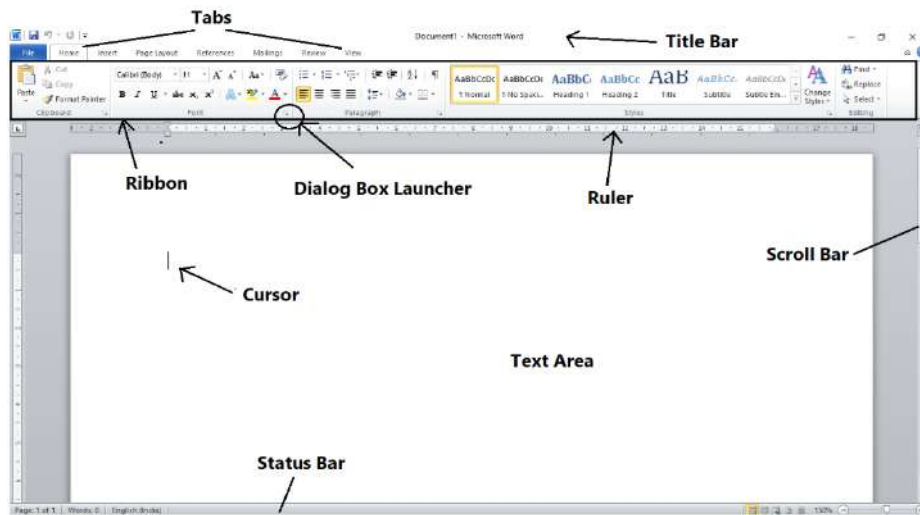 Tabs
Document1 - Microsoft Word
Title Bar
File Home Insert Page Layout References Mailings Review View
Paste
Cut
Copy
Format Painter
Clipboard
Calibri (Body) 11
B I U abc x₂ x²
Font
Paragraph
AaBbCcDc AaBbCcDc AaBbC AaBbCc AaB AaBbCc. AaBbCcDc
¶ Normal ¶ No Spaci... Heading 1 Heading 2 Title Subtitle Subtle Em...
Change Styles
Styles
Find
Replace
Select
Editing
Ribbon
Dialog Box Launcher
Ruler
Scroll Bar
Cursor
Text Area
Status Bar
Page: 1 of 1 Words: 0 English (India) 150%